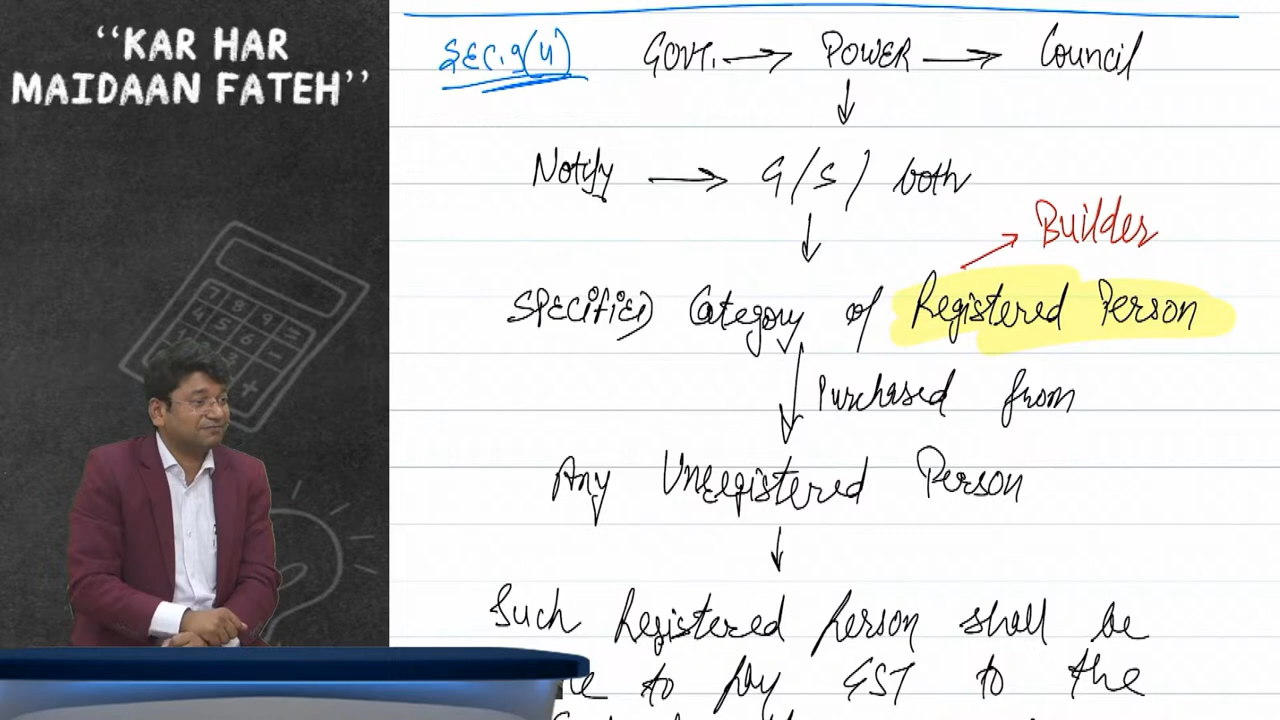 “KAR HAR
MAIDAAN FATEH”
SEC.9(4) GOVT. → POWER → Council
↓
Notify → G/S/ both
↓
Builder
SPECIFIED Category of Registered Person
↓ Purchased from
Any Unregistered Person
↓
Such Registered person shall be
to pay GST to the